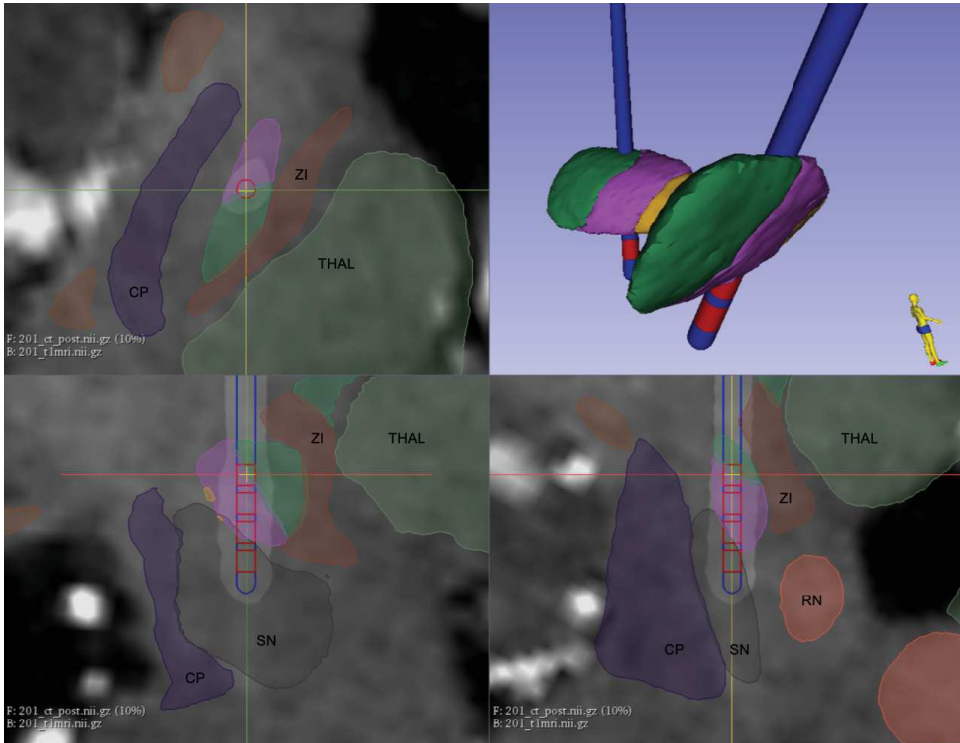 ZI
THAL
CP
F: 201_ct_post.nii.gz (10%)
B: 201_t1mri.nii.gz
ZI
THAL
SN
CP
F: 201_ct_post.nii.gz (10%)
B: 201_t1mri.nii.gz
THAL
ZI
RN
CP
SN
F: 201_ct_post.nii.gz (10%)
B: 201_t1mri.nii.gz